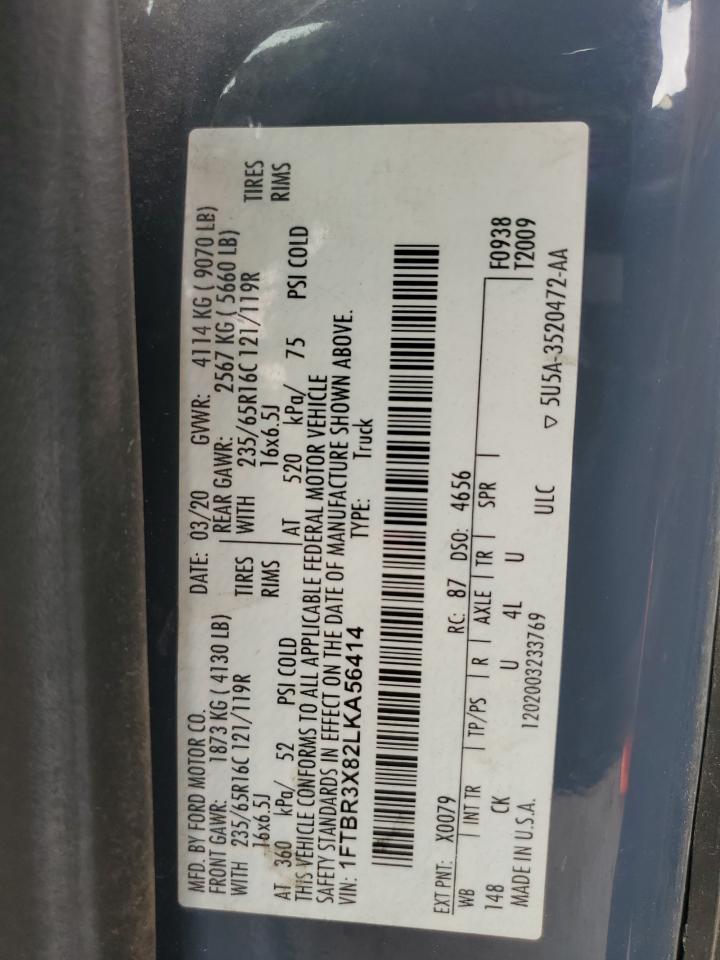 MFD. BY FORD MOTOR CO. DATE: 03/20 GVWR: 4114 KG ( 9070 LB)
FRONT GAWR: 1873 KG ( 4130 LB) REAR GAWR: 2567 KG ( 5660 LB)
WITH 235/65R16C 121/119R TIRES WITH 235/65R16C 121/119R TIRES
16x6.5J RIMS 16x6.5J RIMS
AT 360 kPa/ 52 PSI COLD AT 520 kPa/ 75 PSI COLD
THIS VEHICLE CONFORMS TO ALL APPLICABLE FEDERAL MOTOR VEHICLE
SAFETY STANDARDS IN EFFECT ON THE DATE OF MANUFACTURE SHOWN ABOVE.
VIN: 1FTBR3X82LKA56414 TYPE: Truck
EXT PNT: X0079 RC: 87 DSO: 4656
WB INT TR TP/PS R AXLE TR SPR F0938
148 CK U 4L U T2009
MADE IN U.S.A. 1202003233769 ULC ▽ 5U5A-3520472-AA